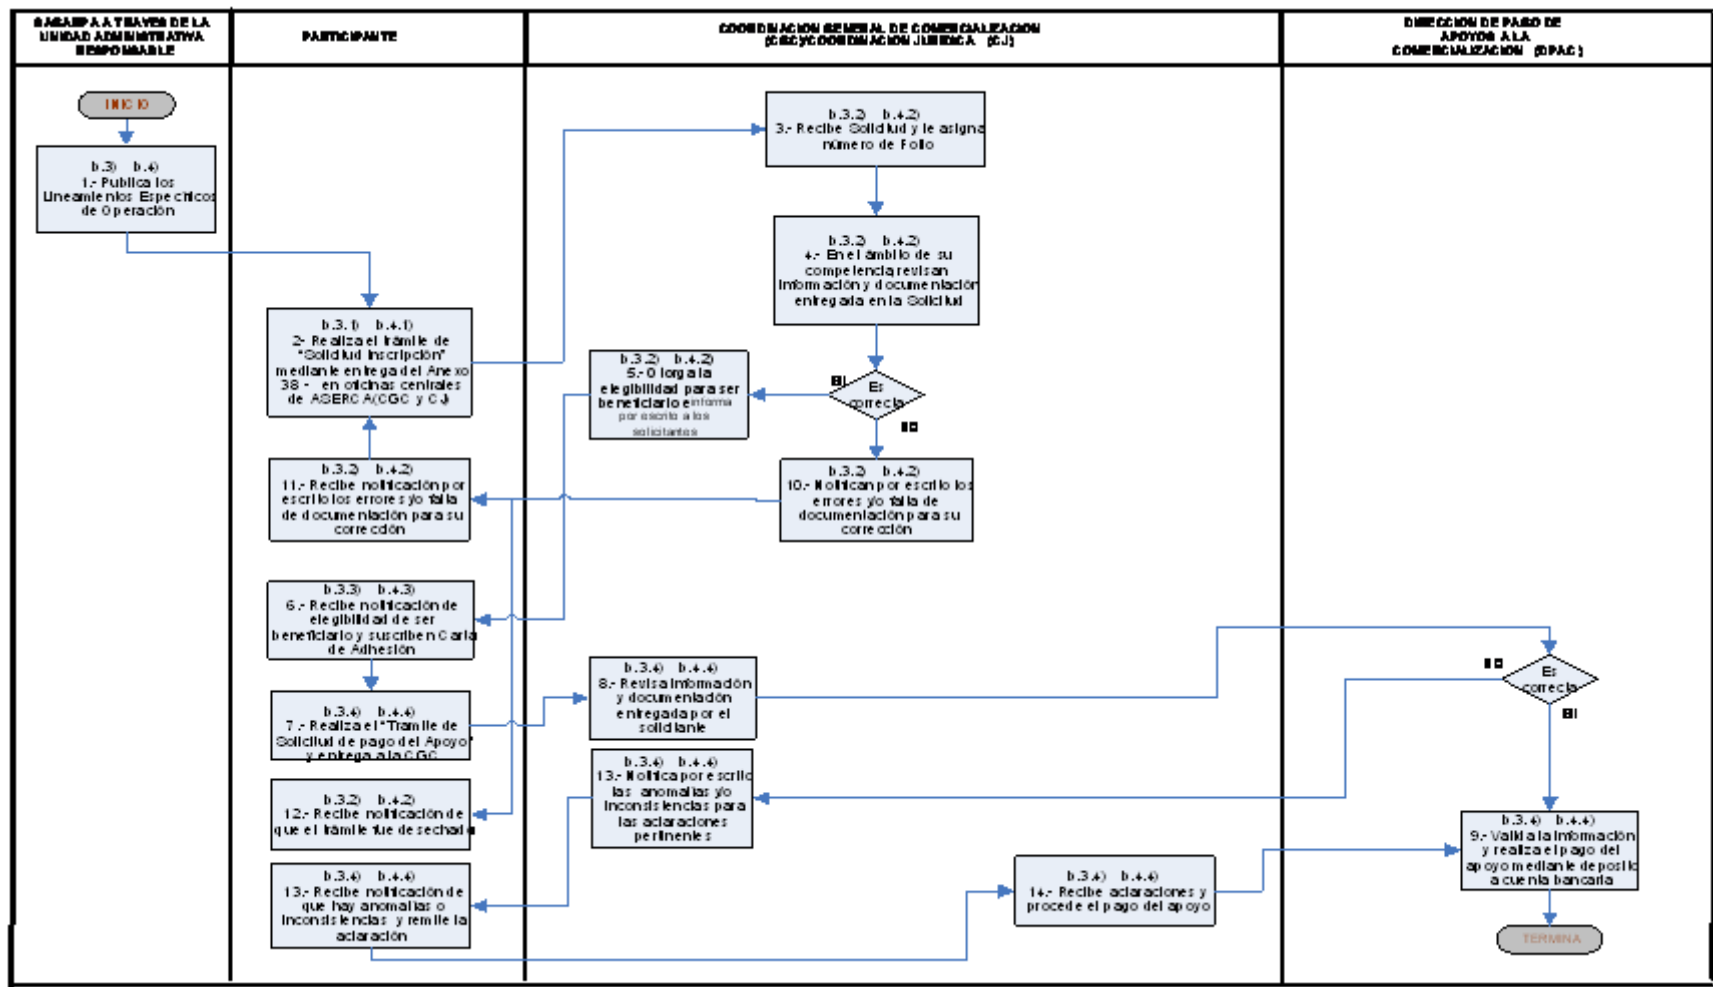 SAGARPA A TRAVES DE LA
UNIDAD ADMINISTRATIVA
RESPONSABLE
PARTICIPANTE
COORDINACION GENERAL DE COMERCIALIZACION
(CGC)/COORDINACION JURIDICA (CJ)
DIRECCION DE PAGO DE
APOYOS A LA
COMERCIALIZACION (DPAC)
INICIO
b.3) b.4)
1.- Publica los
Lineamientos Específicos
de Operación
b.3.1) b.4.1)
2- Realiza el trámite de
"Solicitud Inscripción"
mediante entrega del Anexo
38 - en oficinas centrales
de ASERCA(CGC y CJ)
b.3.2) b.4.2)
3.- Recibe Solicitud y le asigna
número de Folio
b.3.2) b.4.2)
4.- En el ámbito de su
competencia, revisan
información y documentación
entregada en la Solicitud
Es
correcta
SI
NO
b.3.2) b.4.2)
5.- Otorga la
elegibilidad para ser
beneficiario e informa
por escrito a los
solicitantes
b.3.2) b.4.2)
10.- Notifican por escrito los
errores y/o falta de
documentación para su
corrección
b.3.2) b.4.2)
11.- Recibe notificación por
escrito los errores y/o falta
de documentación para su
corrección
b.3.3) b.4.3)
6.- Recibe notificación de
elegibilidad de ser
beneficiario y suscriben Carta
de Adhesión
b.3.4) b.4.4)
7.- Realiza el "Tramite de
Solicitud de pago del Apoyo"
y entrega a la CGC
b.3.4) b.4.4)
8.- Revisa información
y documentación
entregada por el
solicitante
Es
correcta
NO
SI
b.3.2) b.4.2)
12.- Recibe notificación de
que el trámite fue desechado
b.3.4) b.4.4)
13.- Notifica por escrito
las anomalías y/o
inconsistencias para
las aclaraciones
pertinentes
b.3.4) b.4.4)
13.- Recibe notificación de
que hay anomalías o
inconsistencias y remite la
aclaración
b.3.4) b.4.4)
14.- Recibe aclaraciones y
procede el pago del apoyo
b.3.4) b.4.4)
9.- Valida la información
y realiza el pago del
apoyo mediante deposito
a cuenta bancaria
TERMINA